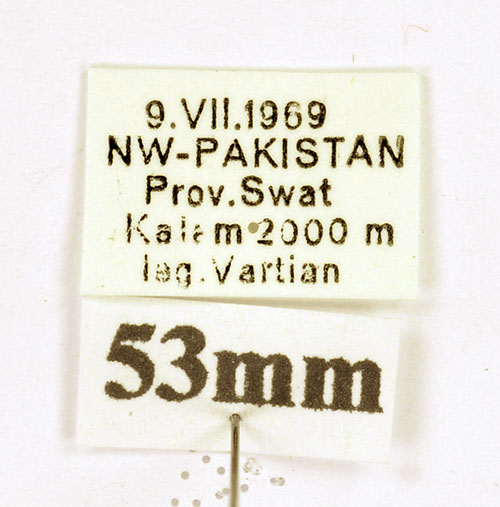 9.VII.1969
NW-PAKISTAN
Prov.Swat
Kalam 2000 m
leg.Vartian
53mm